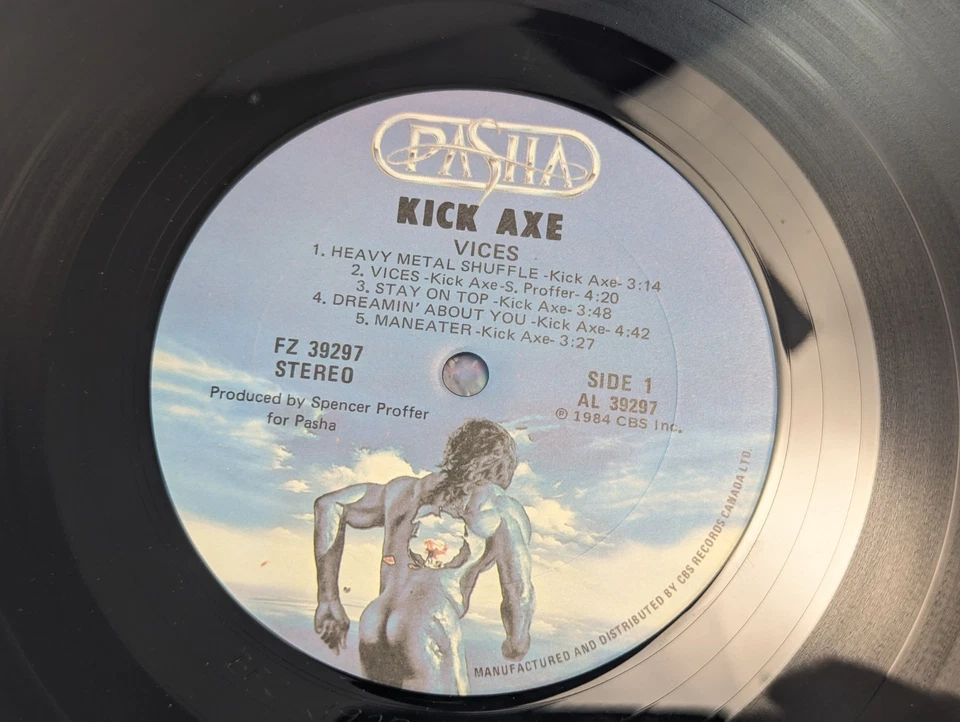 PASHA
KICK AXE
VICES
1. HEAVY METAL SHUFFLE -Kick Axe- 3:14
2. VICES -Kick Axe-S. Proffer- 4:20
3. STAY ON TOP -Kick Axe- 3:48
4. DREAMIN' ABOUT YOU -Kick Axe- 4:42
5. MANEATER -Kick Axe- 3:27
FZ 39297
STEREO
Produced by Spencer Proffer
for Pasha
SIDE 1
AL 39297
℗ 1984 CBS Inc.
MANUFACTURED AND DISTRIBUTED BY CBS RECORDS CANADA LTD.